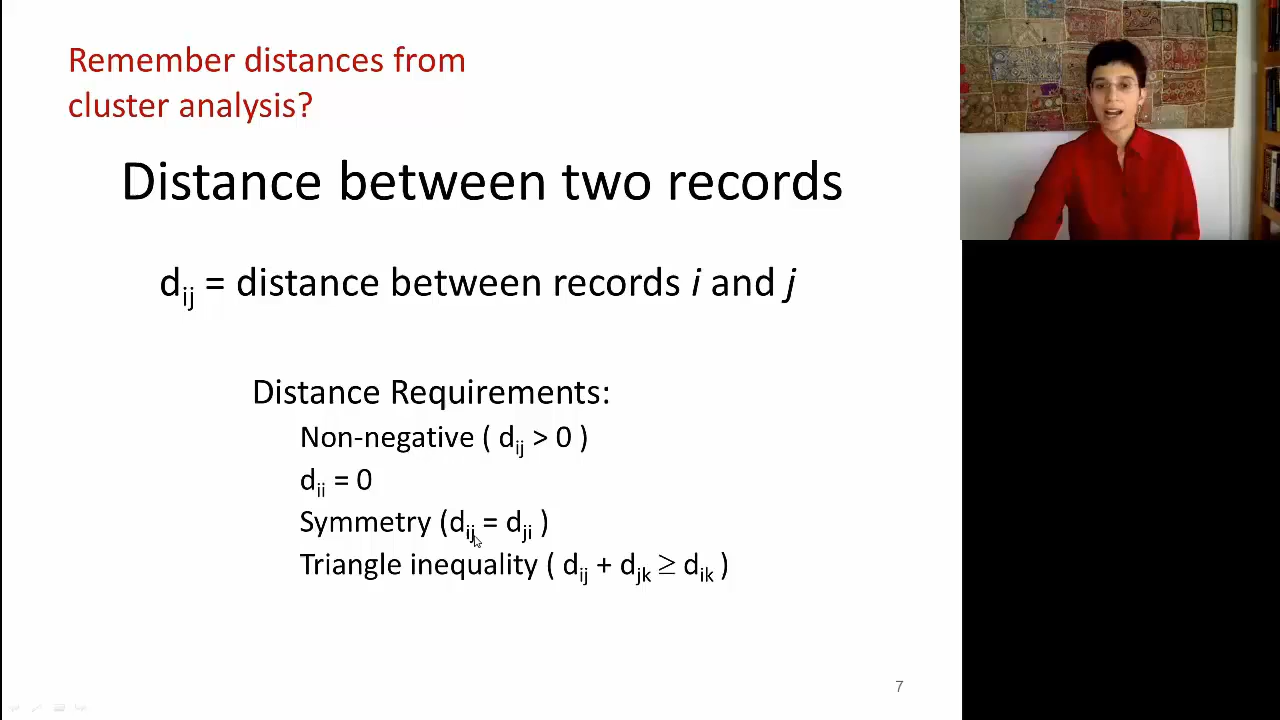 Remember distances from
cluster analysis?
Distance between two records
dij = distance between records i and j
Distance Requirements:
Non-negative ( dij > 0 )
dii = 0
Symmetry (dij = dji )
Triangle inequality ( dij + djk ≥ dik )
7